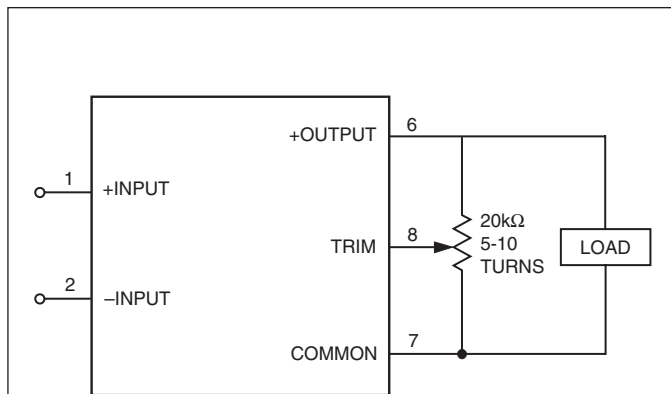 6
+OUTPUT
1
+INPUT
20kΩ
8
5-10
LOAD
TRIM
TURNS
2
–INPUT
7
COMMON